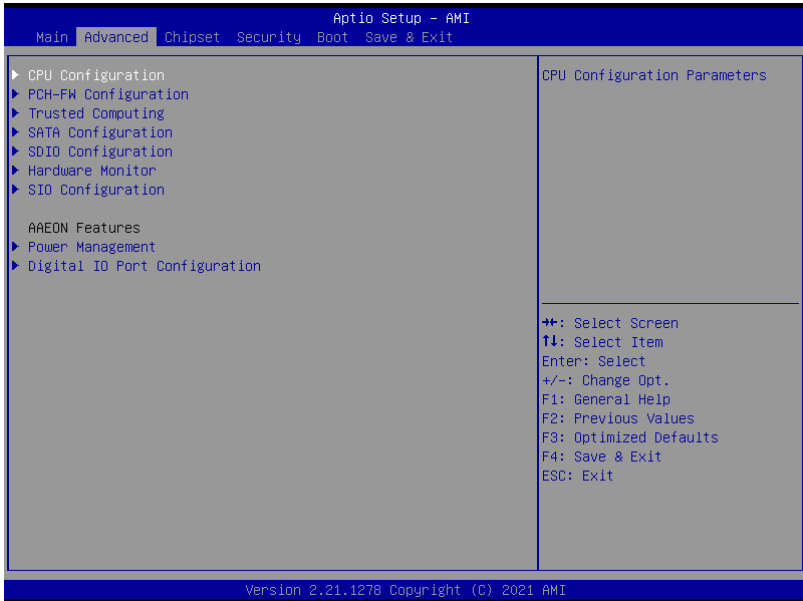 Aptio Setup – AMI
Main Advanced Chipset Security Boot Save & Exit
CPU Configuration
PCH-FW Configuration
Trusted Computing
SATA Configuration
SDIO Configuration
Hardware Monitor
SIO Configuration
AAEON Features
Power Management
Digital IO Port Configuration
CPU Configuration Parameters
→←: Select Screen
↑↓: Select Item
Enter: Select
+/-: Change Opt.
F1: General Help
F2: Previous Values
F3: Optimized Defaults
F4: Save & Exit
ESC: Exit
Version 2.21.1278 Copyright (C) 2021 AMI